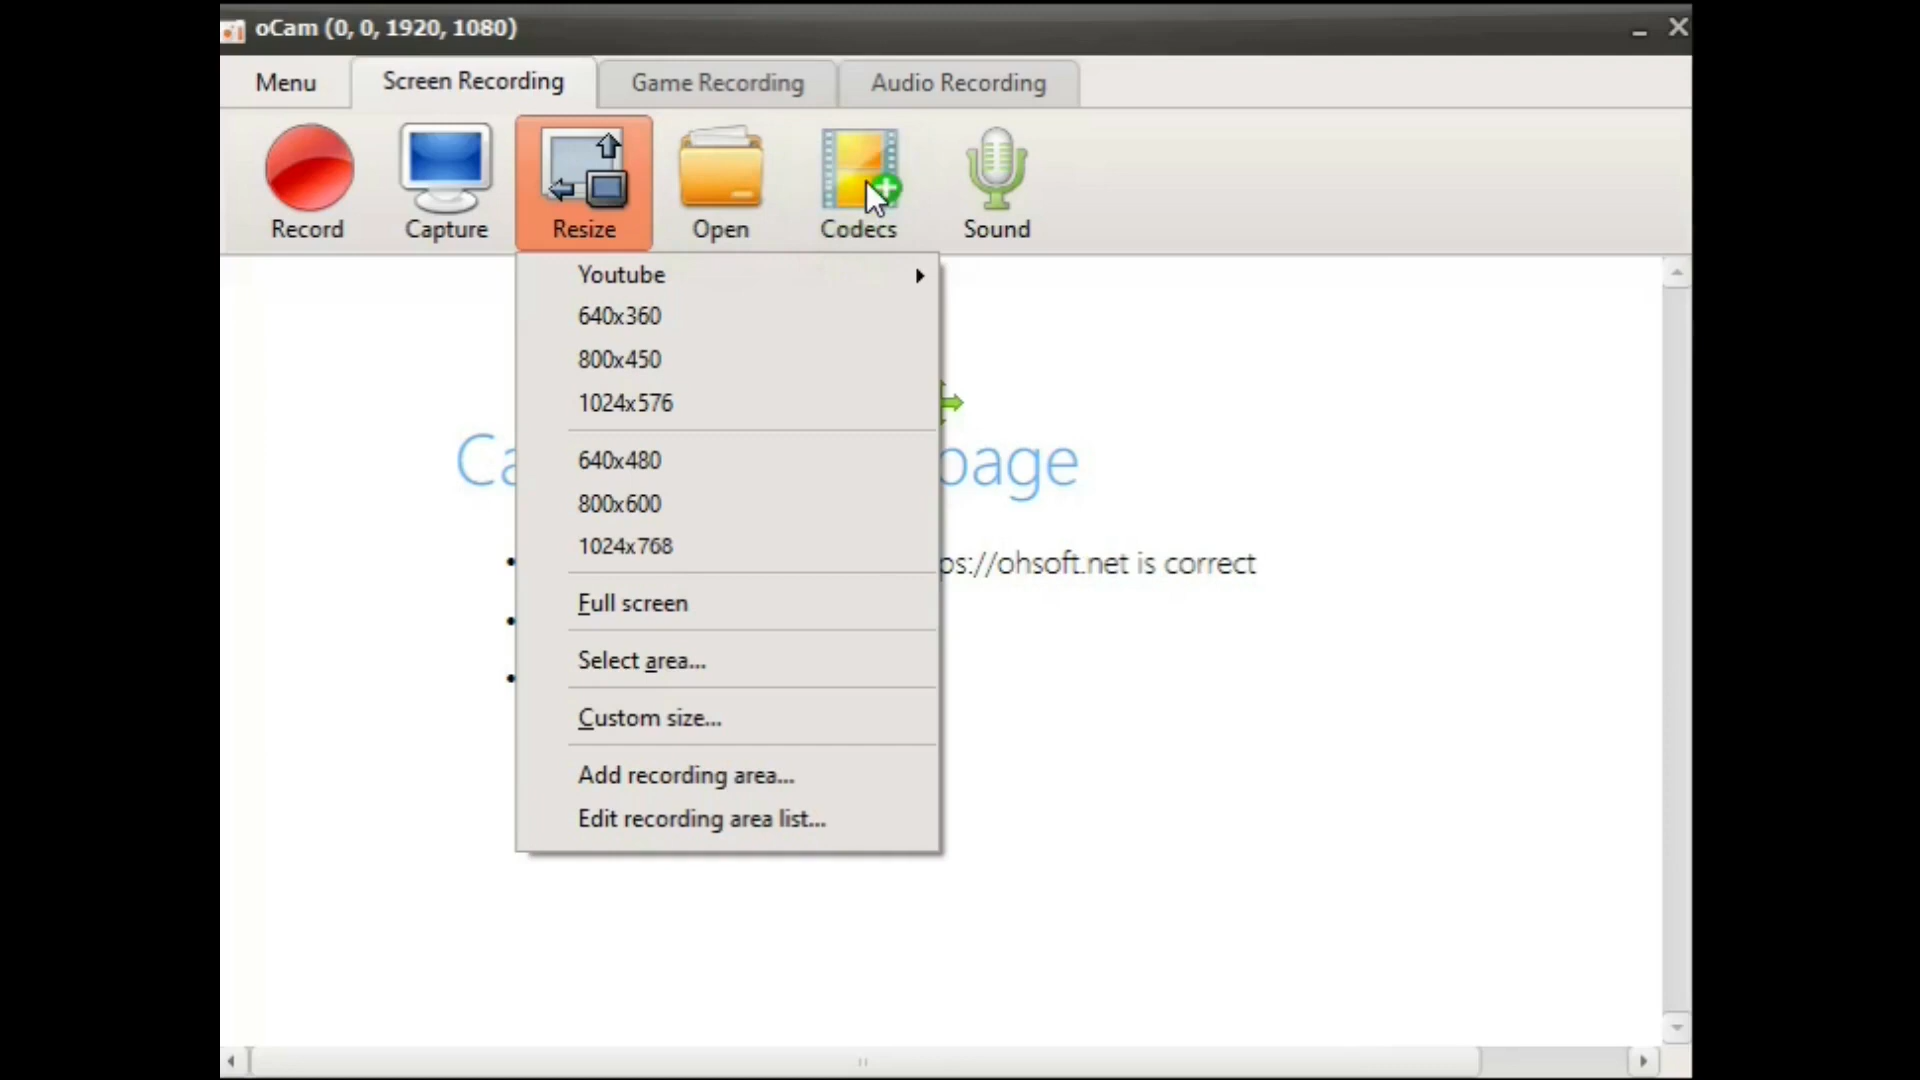 oCam (0, 0, 1920, 1080)
Menu
Screen Recording
Game Recording
Audio Recording
Record
Capture
Resize
Open
Codecs
Sound
Youtube
640x360
800x450
1024x576
640x480
800x600
1024x768
Full screen
Select area...
Custom size...
Add recording area...
Edit recording area list...
page
ps://ohsoft.net is correct